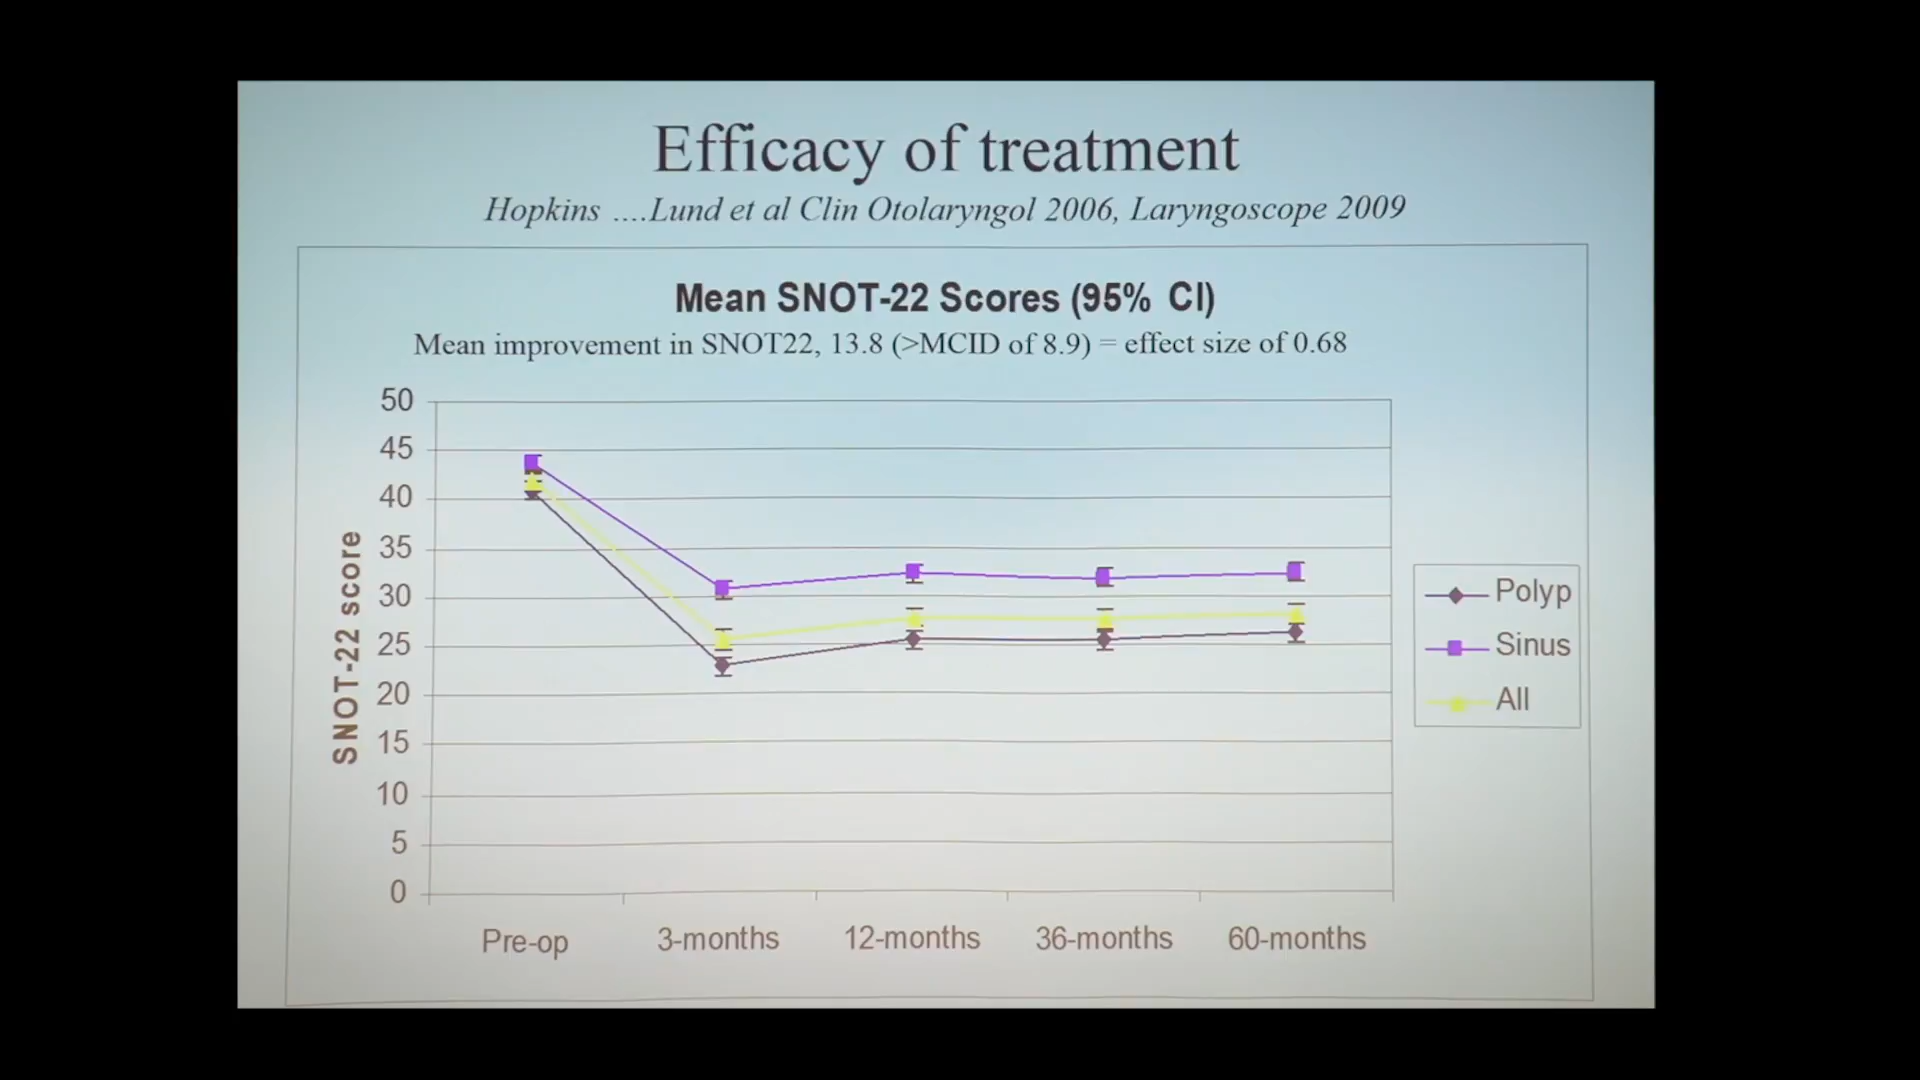 Efficacy of treatment
Hopkins ....Lund et al Clin Otolaryngol 2006, Laryngoscope 2009
Mean SNOT-22 Scores (95% CI)
Mean improvement in SNOT22, 13.8 (>MCID of 8.9) = effect size of 0.68
50
45
40
35
30
25
20
15
10
5
0
SNOT-22 score
Pre-op 3-months 12-months 36-months 60-months
Polyp
Sinus
All